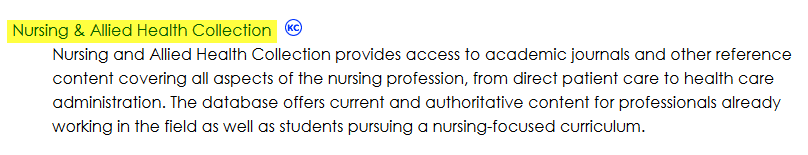 Nursing & Allied Health Collection KC
Nursing and Allied Health Collection provides access to academic journals and other reference
content covering all aspects of the nursing profession, from direct patient care to health care
administration. The database offers current and authoritative content for professionals already
working in the field as well as students pursuing a nursing-focused curriculum.